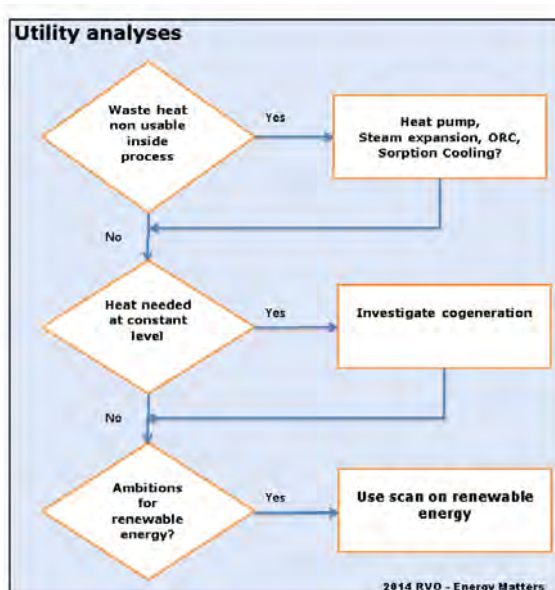 Utility analyses
Waste heat
non usable
inside
process
Yes
Heat pump,
Steam expansion, ORC,
Sorption Cooling?
No
Heat needed
at constant
level
Yes
Investigate cogeneration
No
Ambitions
for
renewable
energy?
Yes
Use scan on renewable
energy
2014 RVO - Energy Matters